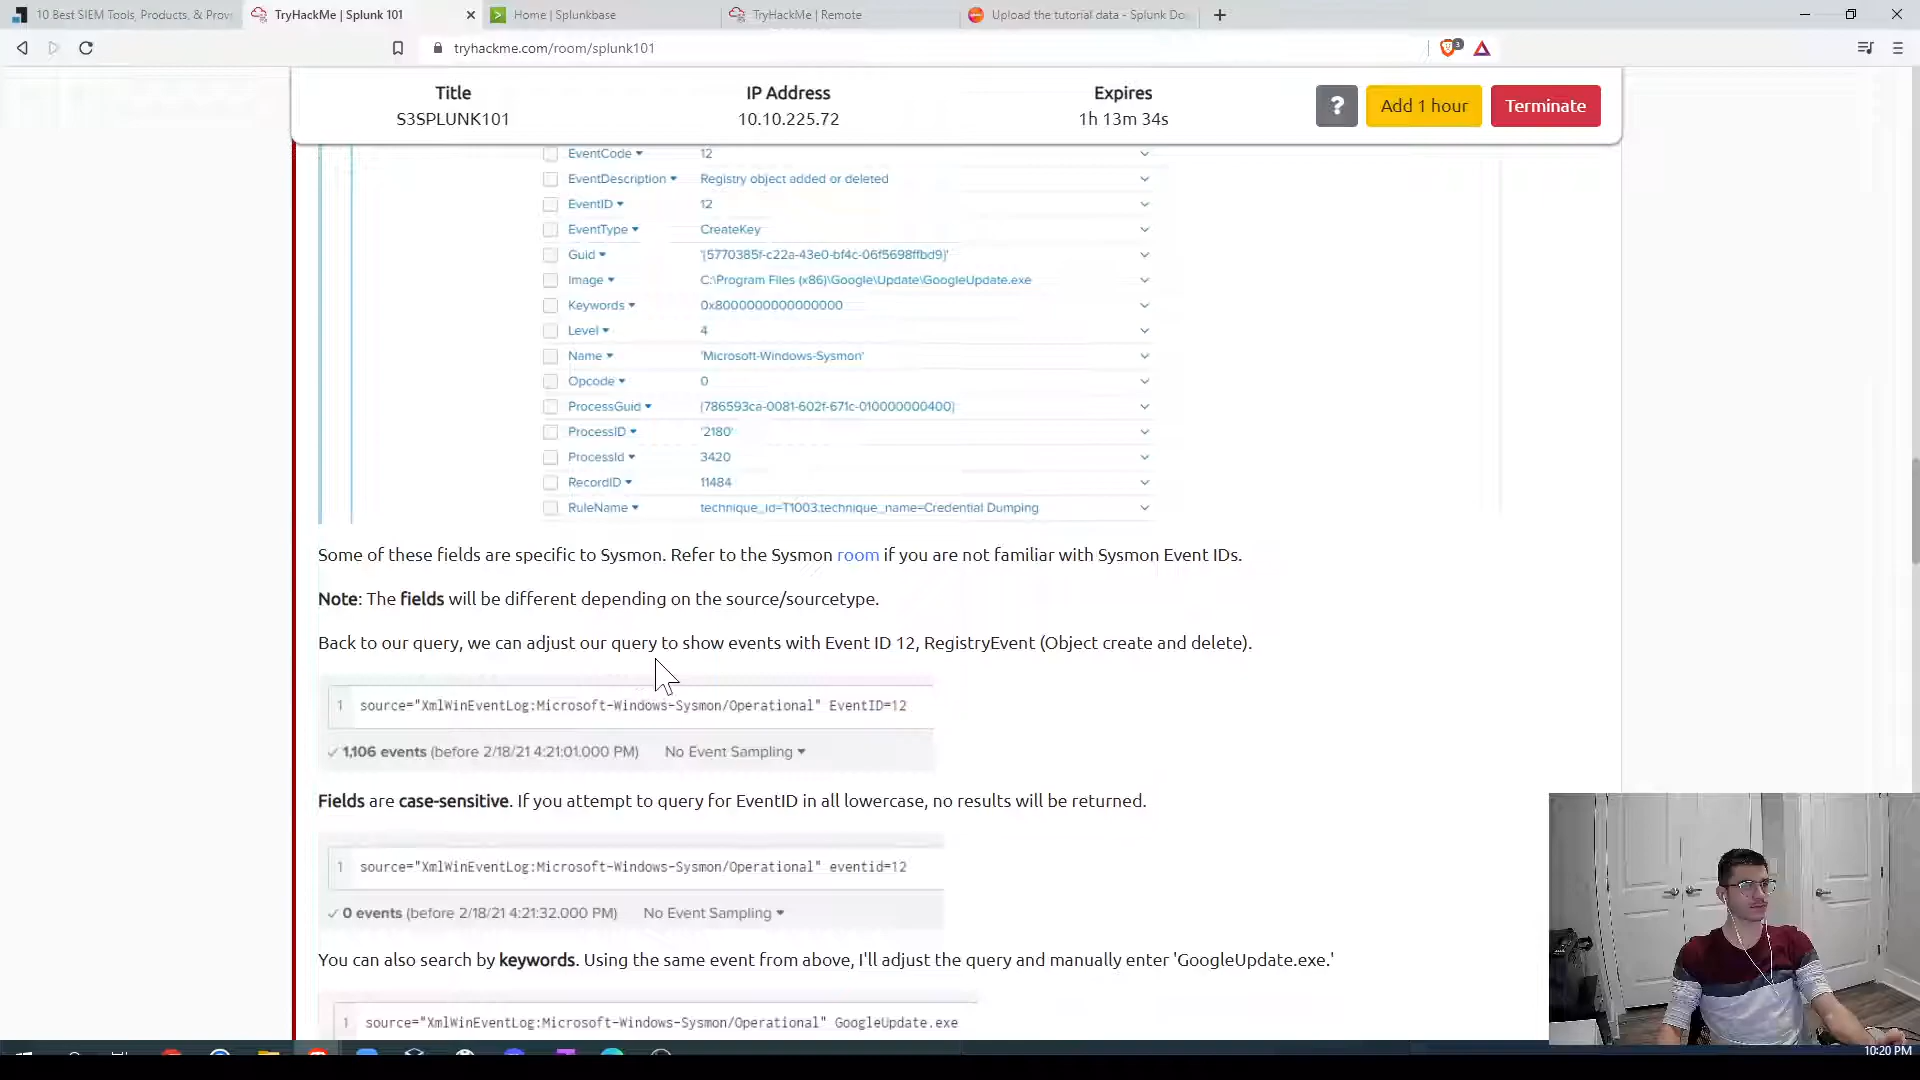 10 Best SIEM Tools, Products, & Prov
TryHackMe | Splunk 101
Home | Splunkbase
TryHackMe | Remote
Upload the tutorial data - Splunk Do
tryhackme.com/room/splunk101
3
Title
IP Address
Expires
S3SPLUNK101
10.10.225.72
1h 13m 34s
?
Add 1 hour
Terminate
EventCode 12
EventDescription Registry object added or deleted
EventID 12
EventType CreateKey
Guid '{5770385f-c22a-43e0-bf4c-06f5698ffbd9}'
Image C:\Program Files (x86)\Google\Update\GoogleUpdate.exe
Keywords 0x8000000000000000
Level 4
Name 'Microsoft-Windows-Sysmon'
Opcode 0
ProcessGuid {786593ca-0081-602f-671c-010000000400}
ProcessID '2180'
ProcessId 3420
RecordID 11484
RuleName technique_id=T1003,technique_name=Credential Dumping
Some of these fields are specific to Sysmon. Refer to the Sysmon room if you are not familiar with Sysmon Event IDs.
Note: The fields will be different depending on the source/sourcetype.
Back to our query, we can adjust our query to show events with Event ID 12, RegistryEvent (Object create and delete).
1 source="XmlWinEventLog:Microsoft-Windows-Sysmon/Operational" EventID=12
✓ 1,106 events (before 2/18/21 4:21:01.000 PM) No Event Sampling
Fields are case-sensitive. If you attempt to query for EventID in all lowercase, no results will be returned.
1 source="XmlWinEventLog:Microsoft-Windows-Sysmon/Operational" eventid=12
✓ 0 events (before 2/18/21 4:21:32.000 PM) No Event Sampling
You can also search by keywords. Using the same event from above, I'll adjust the query and manually enter 'GoogleUpdate.exe.'
1 source="XmlWinEventLog:Microsoft-Windows-Sysmon/Operational" GoogleUpdate.exe
10:20 PM